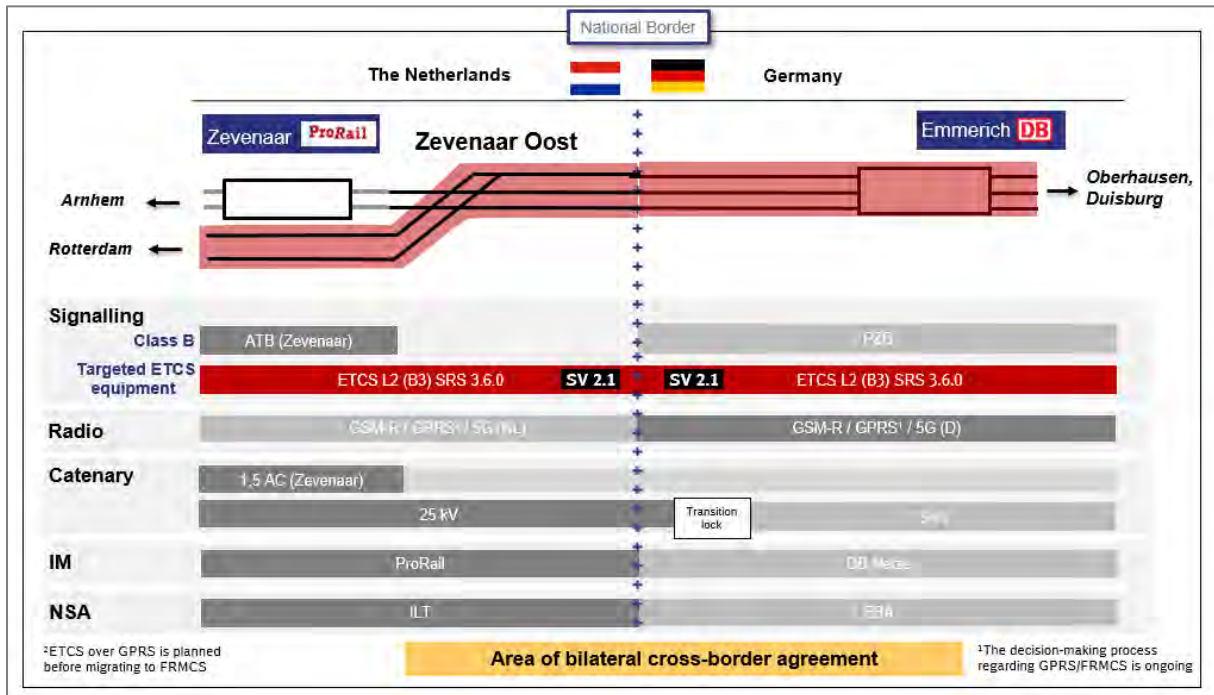 National Border
The Netherlands
Germany
Zevenaar ProRail
Zevenaar Oost
Emmerich DB
Arnhem
Oberhausen,
Duisburg
Rotterdam
Signalling
Class B
ATB (Zevenaar)
PZB
Targeted ETCS
equipment
ETCS L2 (B3) SRS 3.6.0
SV 2.1
SV 2.1
ETCS L2 (B3) SRS 3.6.0
Radio
GSM-R / GPRS¹ / 5G (NL)
GSM-R / GPRS¹ / 5G (D)
Catenary
1,5 AC (Zevenaar)
25 kV
Transition
lock
IM
ProRail
DB Netze
NSA
ILT
EBA
²ETCS over GPRS is planned
before migrating to FRMCS
Area of bilateral cross-border agreement
¹The decision-making process
regarding GPRS/FRMCS is ongoing